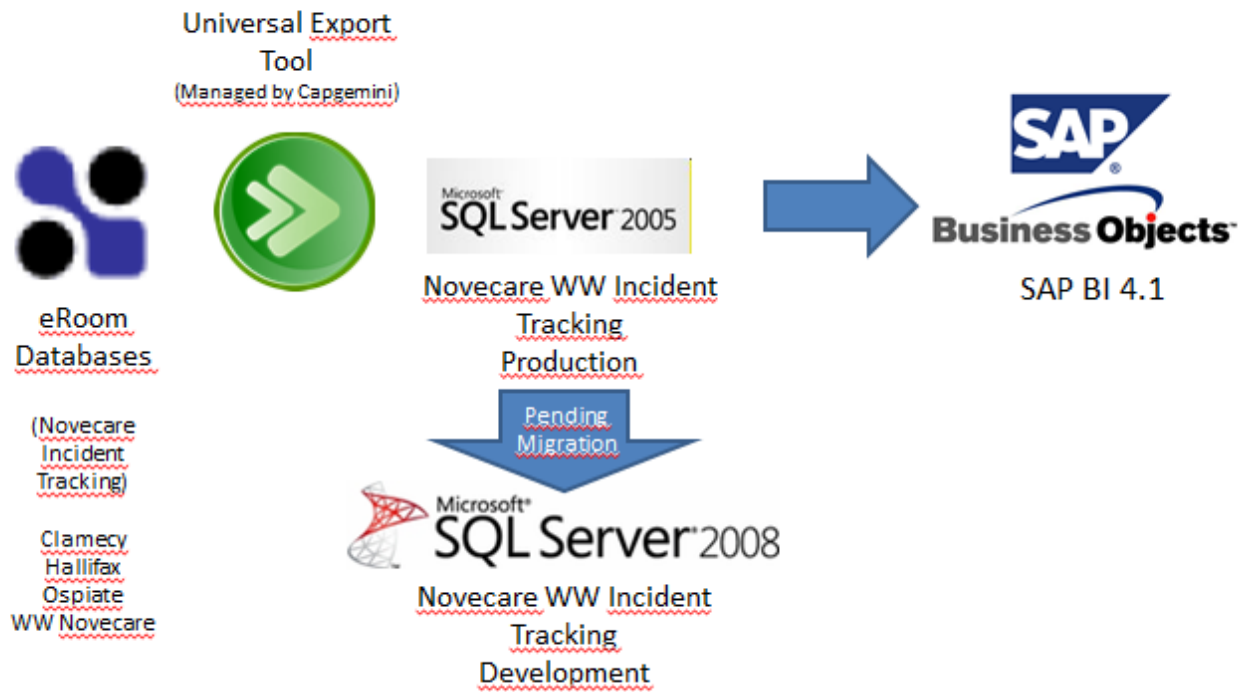 Universal Export
Tool
(Managed by Capgemini)
eRoom
Databases
(Novecare
Incident
Tracking)
Clamecy
Hallifax
Ospiate
WW Novecare
Microsoft
SQL Server 2005
Novecare WW Incident
Tracking
Production
Pending
Migration
Microsoft®
SQL Server® 2008
Novecare WW Incident
Tracking
Development
SAP®
Business Objects™
SAP BI 4.1